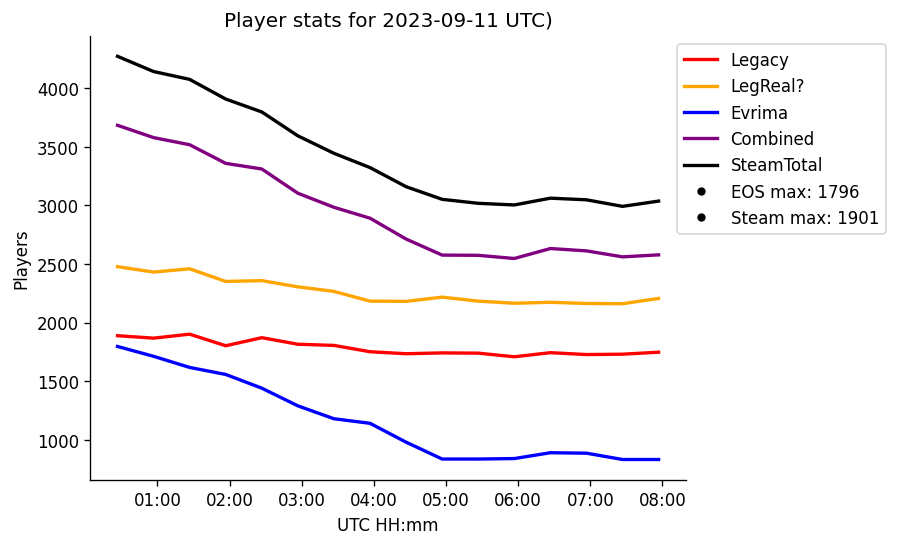 Player stats for 2023-09-11 UTC)
Players
4000
3500
3000
2500
2000
1500
1000
01:00 02:00 03:00 04:00 05:00 06:00 07:00 08:00
UTC HH:mm
Legacy
LegReal?
Evrima
Combined
SteamTotal
EOS max: 1796
Steam max: 1901